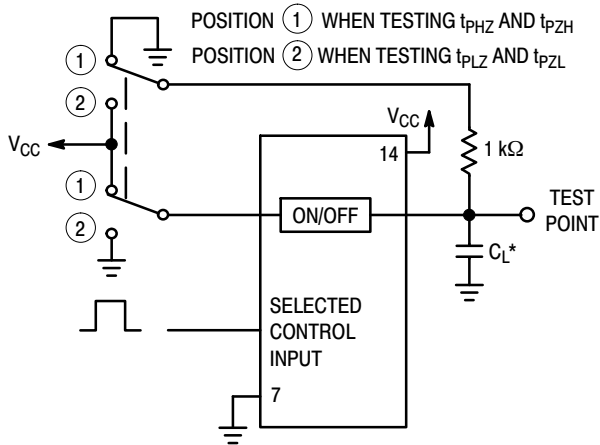 POSITION 1 WHEN TESTING tPHZ AND tPZH
POSITION 2 WHEN TESTING tPLZ AND tPZL
1
2
VCC
1
2
VCC
14
1 kΩ
ON/OFF
TEST
POINT
CL*
SELECTED
CONTROL
INPUT
7